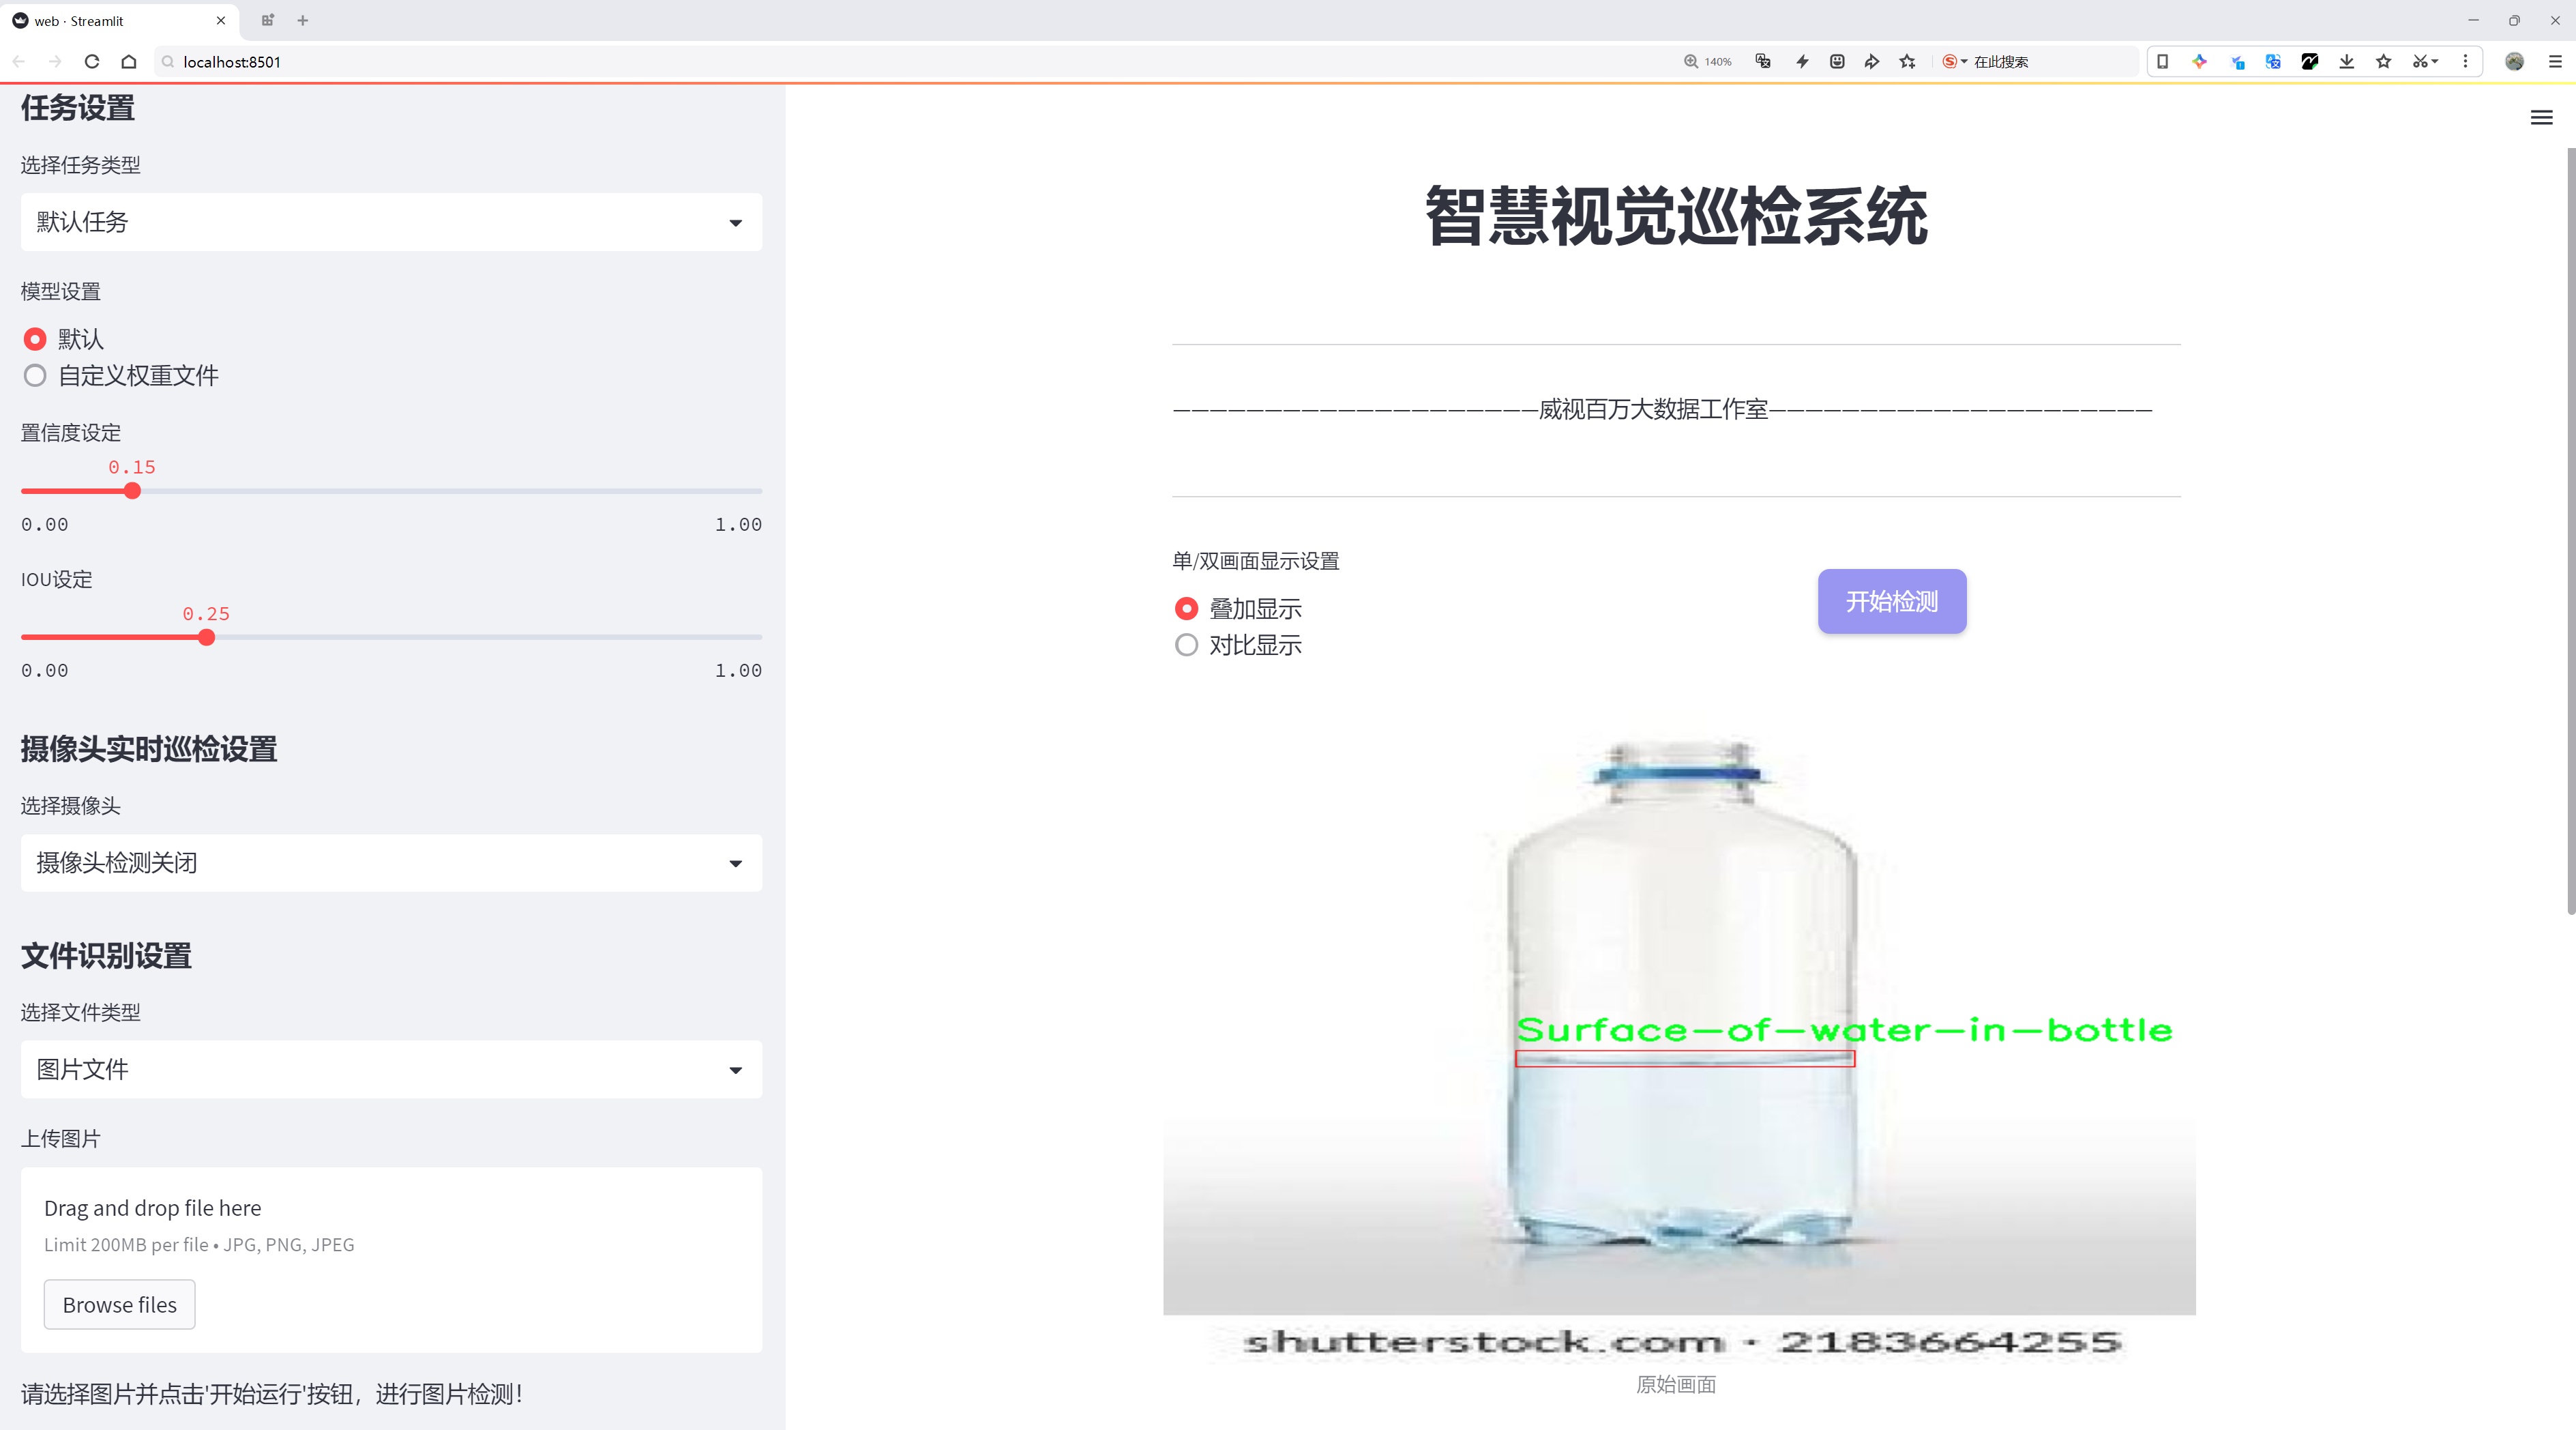 web · Streamlit
localhost:8501
140%
在此搜索
任务设置
选择任务类型
默认任务
模型设置
默认
自定义权重文件
置信度设定
0.15
0.00 1.00
IOU设定
0.25
0.00 1.00
摄像头实时巡检设置
选择摄像头
摄像头检测关闭
文件识别设置
选择文件类型
图片文件
上传图片
Drag and drop file here
Limit 200MB per file • JPG, PNG, JPEG
Browse files
请选择图片并点击'开始运行'按钮，进行图片检测！
智慧视觉巡检系统
————————————————————威视百万大数据工作室—————————————————————
单/双画面显示设置
叠加显示
对比显示
开始检测
Surface-of-water-in-bottle
shutterstock.com · 2183664255
原始画面